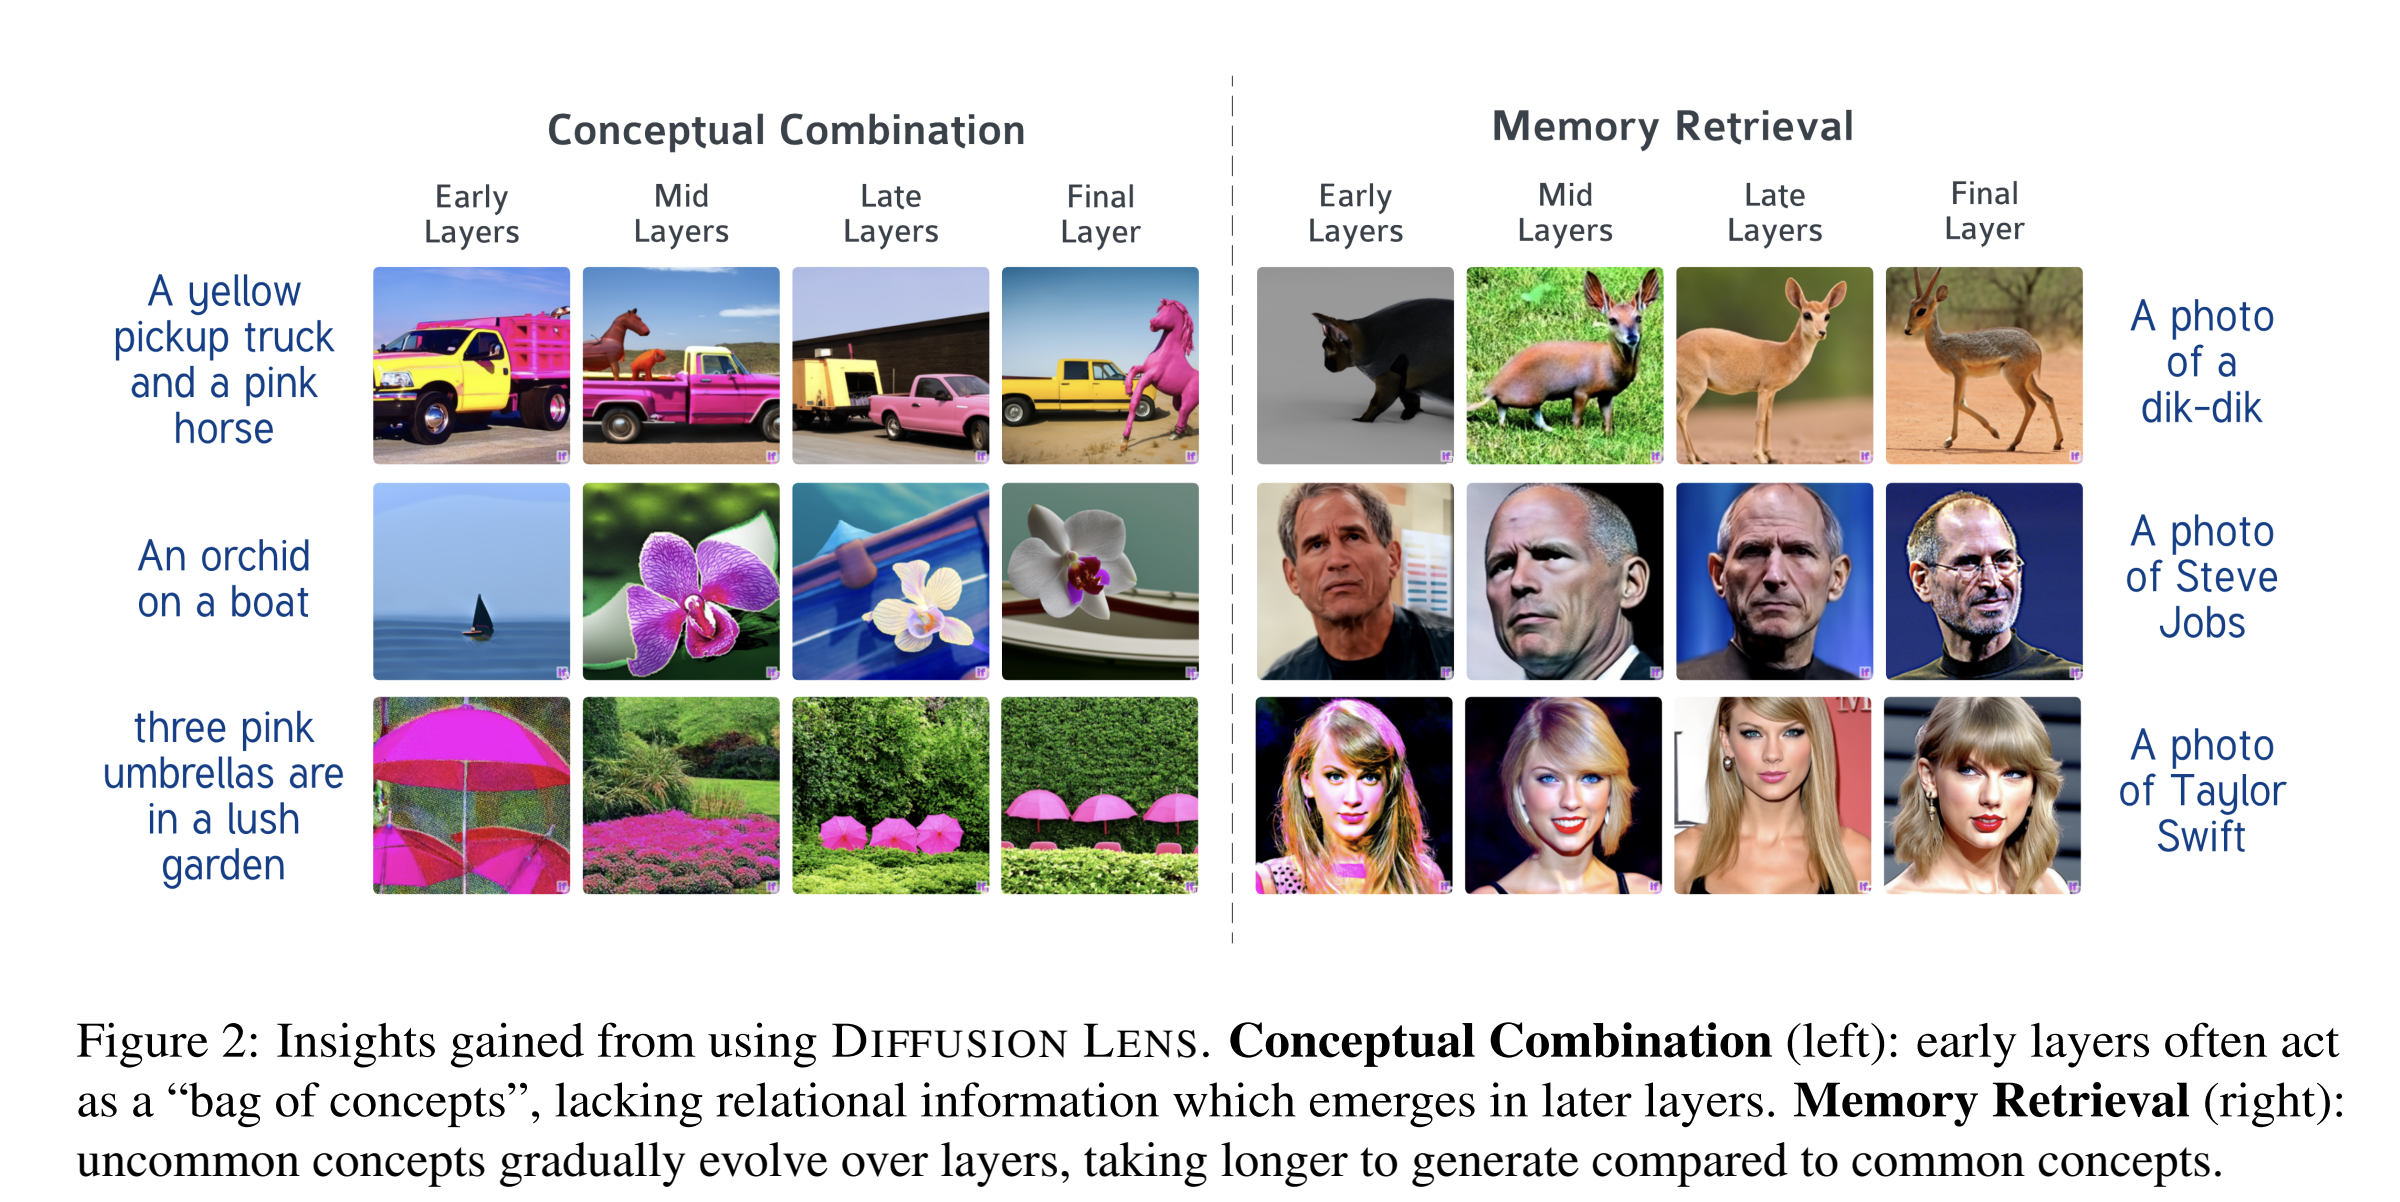 Conceptual Combination
Early
Layers
Mid
Layers
Late
Layers
Final
Layer
A yellow
pickup truck
and a pink
horse
An orchid
on a boat
three pink
umbrellas are
in a lush
garden
Memory Retrieval
Early
Layers
Mid
Layers
Late
Layers
Final
Layer
A photo
of a
dik-dik
A photo
of Steve
Jobs
A photo
of Taylor
Swift
Figure 2: Insights gained from using DIFFUSION LENS. Conceptual Combination (left): early layers often act
as a “bag of concepts”, lacking relational information which emerges in later layers. Memory Retrieval (right):
uncommon concepts gradually evolve over layers, taking longer to generate compared to common concepts.